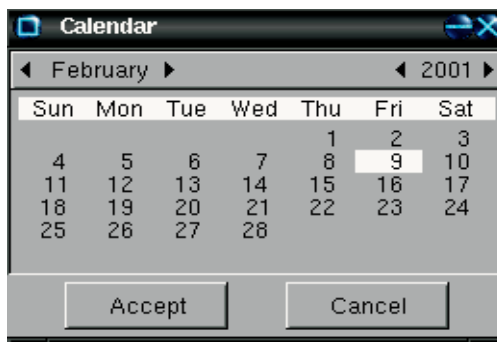 Calendar
February 2001
Sun Mon Tue Wed Thu Fri Sat
1 2 3
4 5 6 7 8 9 10
11 12 13 14 15 16 17
18 19 20 21 22 23 24
25 26 27 28
Accept Cancel